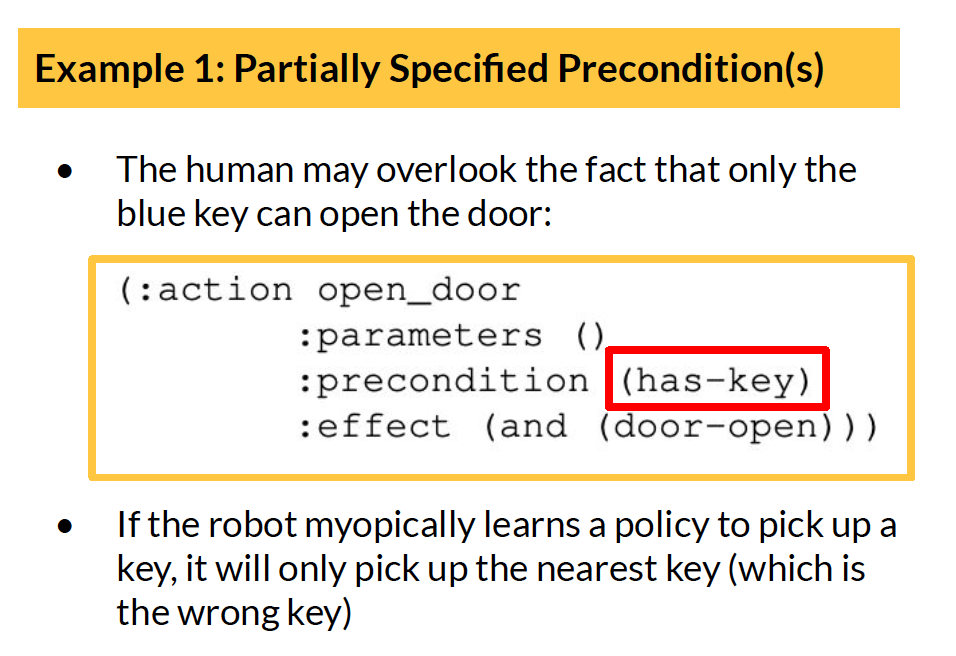 Example 1: Partially Specified Precondition(s)
● The human may overlook the fact that only the
blue key can open the door:
(:action open_door
:parameters ()
:precondition (has-key)
:effect (and (door-open)))
● If the robot myopically learns a policy to pick up a
key, it will only pick up the nearest key (which is
the wrong key)